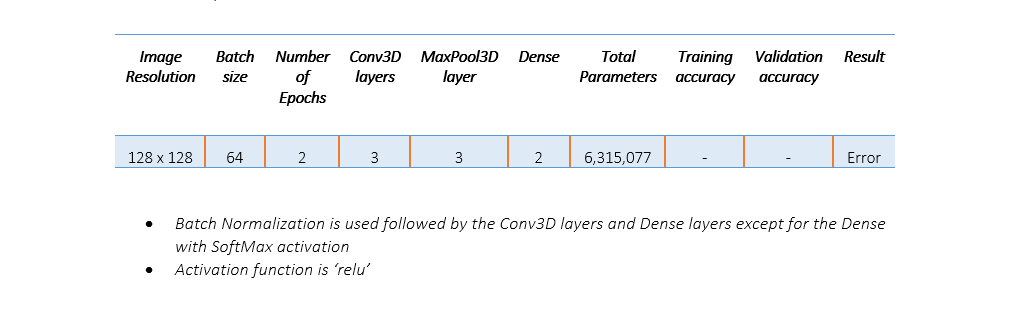 Image Resolution | Batch size | Number of Epochs | Conv3D layers | MaxPool3D layer | Dense | Total Parameters | Training accuracy | Validation accuracy | Result
128 x 128 | 64 | 2 | 3 | 3 | 2 | 6,315,077 | - | - | Error
• Batch Normalization is used followed by the Conv3D layers and Dense layers except for the Dense
with SoftMax activation
• Activation function is ‘relu’